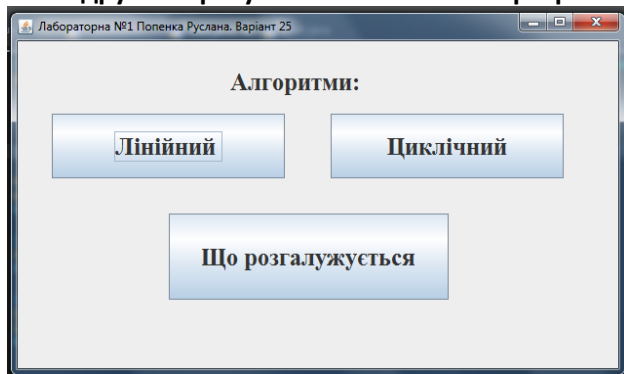 Лабораторна №1 Попенка Руслана. Варіант 25
Алгоритми:
Лінійний
Циклічний
Що розгалужується